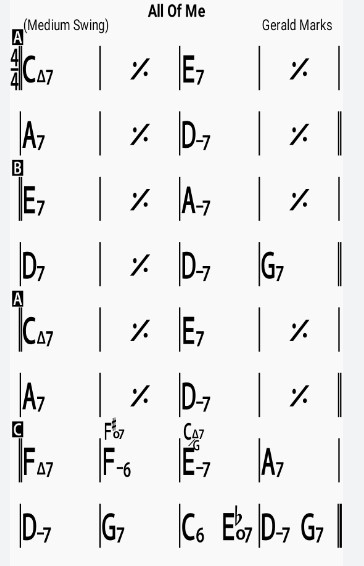 All Of Me
(Medium Swing) Gerald Marks
A
4/4 CΔ7 | 𝄎 | E7 | 𝄎
A7 | 𝄎 | D-7 | 𝄎
B
E7 | 𝄎 | A-7 | 𝄎
D7 | 𝄎 | D-7 | G7
A
CΔ7 | 𝄎 | E7 | 𝄎
A7 | 𝄎 | D-7 | 𝄎
C
F♯o7 CΔ7/G
FΔ7 | F-6 | E-7 | A7
D-7 | G7 | C6 E♭o7 | D-7 G7